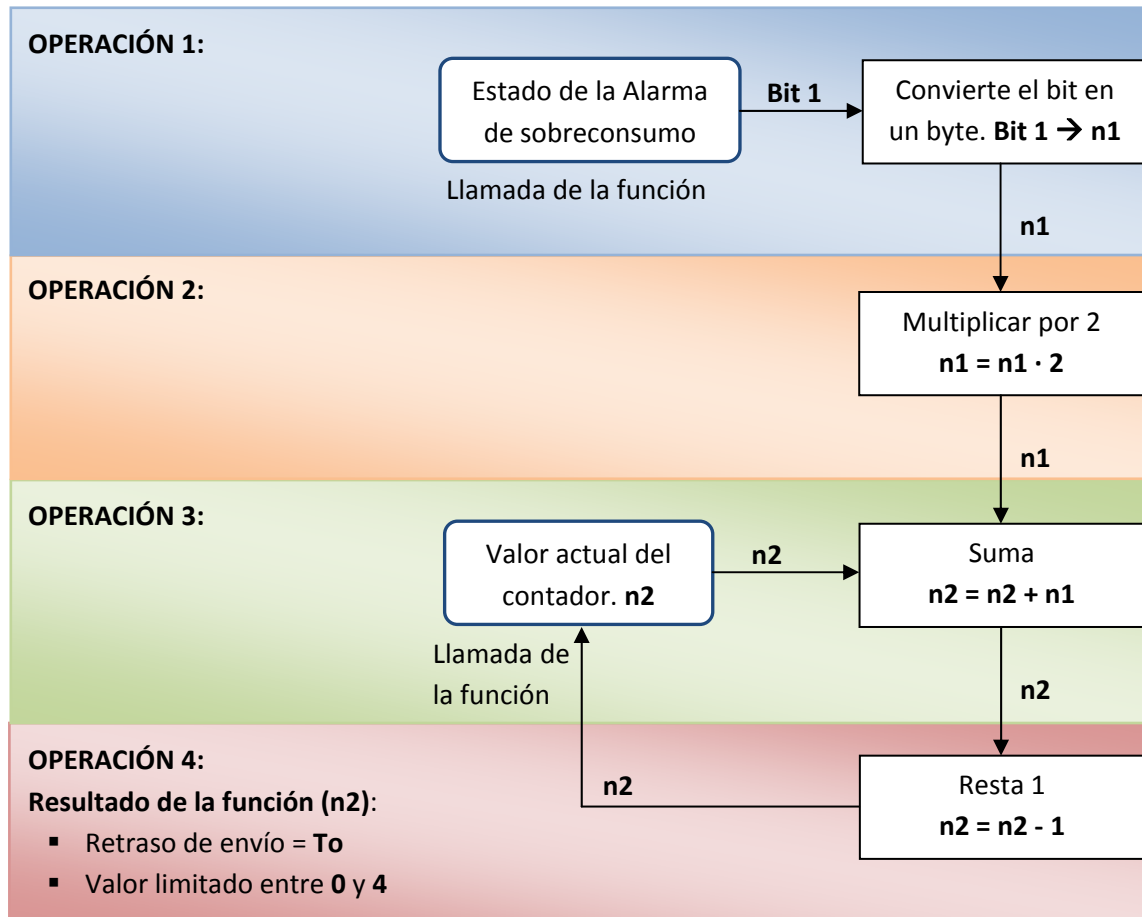 OPERACIÓN 1:
Estado de la Alarma
de sobreconsumo
Bit 1
Convierte el bit en
un byte. Bit 1 → n1
Llamada de la función
n1
OPERACIÓN 2:
Multiplicar por 2
n1 = n1 · 2
n1
OPERACIÓN 3:
Valor actual del
contador. n2
n2
Suma
n2 = n2 + n1
Llamada de
la función
n2
OPERACIÓN 4:
Resultado de la función (n2):
▪ Retraso de envío = To
▪ Valor limitado entre 0 y 4
n2
Resta 1
n2 = n2 - 1